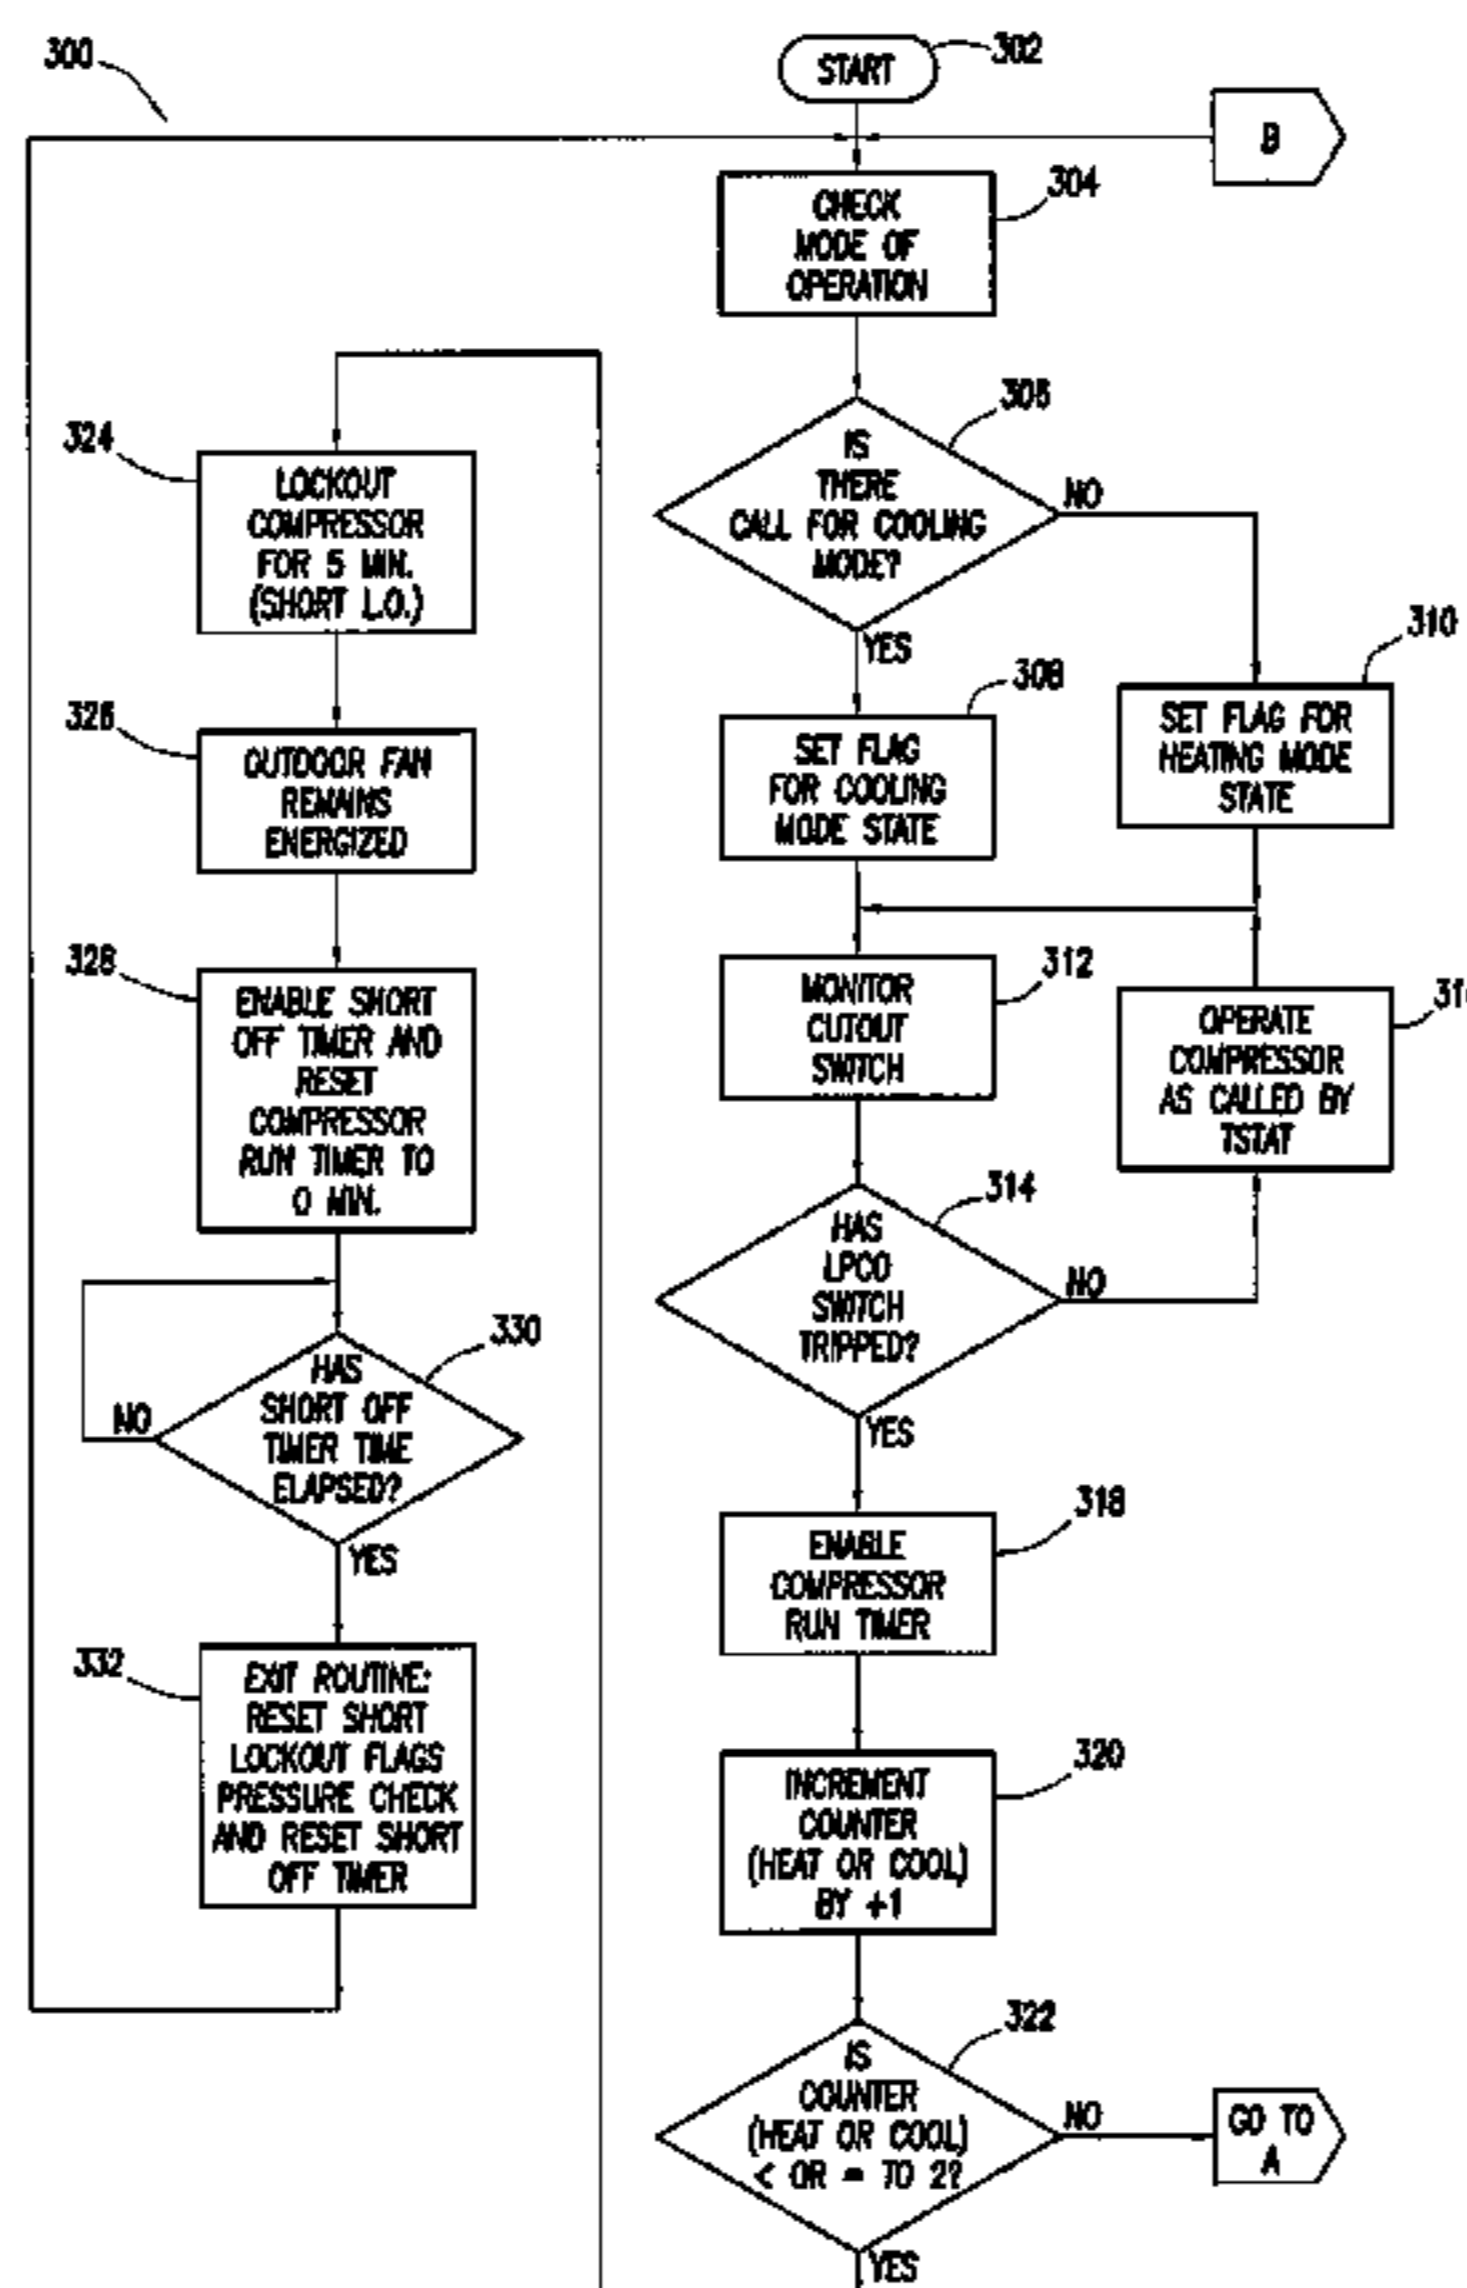 300
START
302
B
CHECK
MODE OF
OPERATION
304
IS
THERE
CALL FOR COOLING
MODE?
306
NO
YES
SET FLAG
FOR COOLING
MODE STATE
308
SET FLAG FOR
HEATING MODE
STATE
310
MONITOR
CUTOUT
SWITCH
312
OPERATE
COMPRESSOR
AS CALLED BY
TSTAT
HAS
LPCO
SWITCH
TRIPPED?
314
NO
YES
ENABLE
COMPRESSOR
RUN TIMER
318
INCREMENT
COUNTER
(HEAT OR COOL)
BY +1
320
IS
COUNTER
(HEAT OR COOL)
< OR = TO 2?
322
NO
GO TO
A
YES
324
LOCKOUT
COMPRESSOR
FOR 5 MIN.
(SHORT L.O.)
326
OUTDOOR FAN
REMAINS
ENERGIZED
328
ENABLE SHORT
OFF TIMER AND
RESET
COMPRESSOR
RUN TIMER TO
0 MIN.
330
HAS
SHORT OFF
TIMER TIME
ELAPSED?
NO
YES
332
EXIT ROUTINE:
RESET SHORT
LOCKOUT FLAGS
PRESSURE CHECK
AND RESET SHORT
OFF TIMER